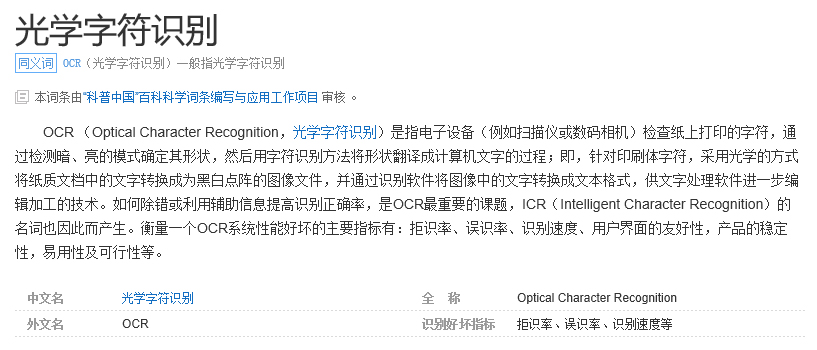 光学字符识别
同义词 OCR（光学字符识别）一般指光学字符识别
本词条由“科普中国”百科科学词条编写与应用工作项目 审核 。
OCR （Optical Character Recognition，光学字符识别）是指电子设备（例如扫描仪或数码相机）检查纸上打印的字符，通
过检测暗、亮的模式确定其形状，然后用字符识别方法将形状翻译成计算机文字的过程；即，针对印刷体字符，采用光学的方式
将纸质文档中的文字转换成为黑白点阵的图像文件，并通过识别软件将图像中的文字转换成文本格式，供文字处理软件进一步编
辑加工的技术。如何除错或利用辅助信息提高识别正确率，是OCR最重要的课题，ICR（Intelligent Character Recognition）的
名词也因此而产生。衡量一个OCR系统性能好坏的主要指标有：拒识率、误识率、识别速度、用户界面的友好性，产品的稳定
性，易用性及可行性等。
中文名 光学字符识别 全 称 Optical Character Recognition
外文名 OCR 识别好坏指标 拒识率、误识率、识别速度等